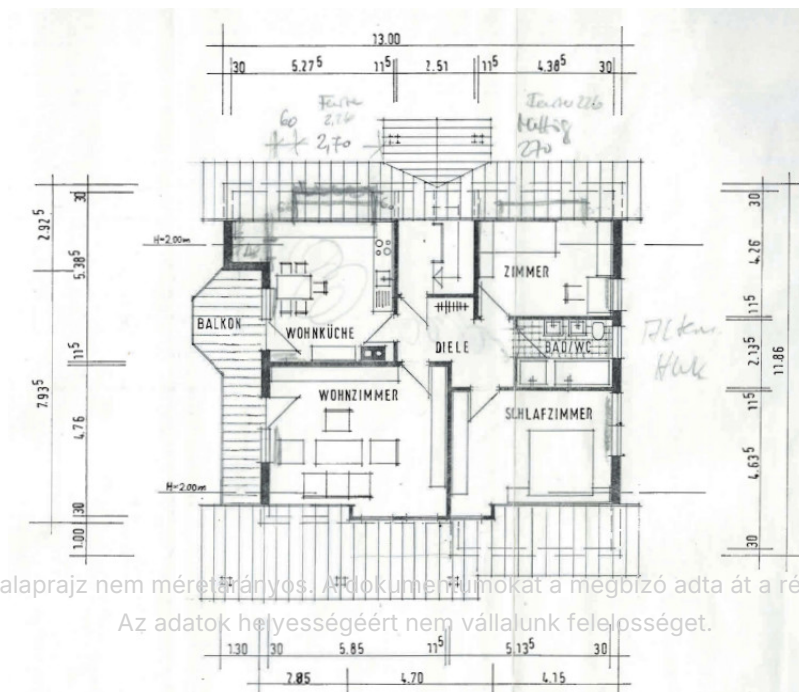 13.00
30 5.27⁵ 11⁵ 2.51 11⁵ 4.38⁵ 30
60 2,70 270
H=2.00m
ZIMMER
BALKON
WOHNKÜCHE
DIELE
BAD/WC
WOHNZIMMER
SCHLAFZIMMER
H=2.00m
2.92⁵
7.93⁵
30
5.38⁵
11⁵
4.76
30
1.00
30
4.26
11⁵
2.13⁵
11⁵
4.63⁵
30
11.86
alaprajz nem méretarányos. A dokumentumokat a megbízó adta át a ré
Az adatok helyességéért nem vállalunk felelősséget.
1.30 30 5.85 11⁵ 5.13⁵ 30
2.85 4.70 4.15